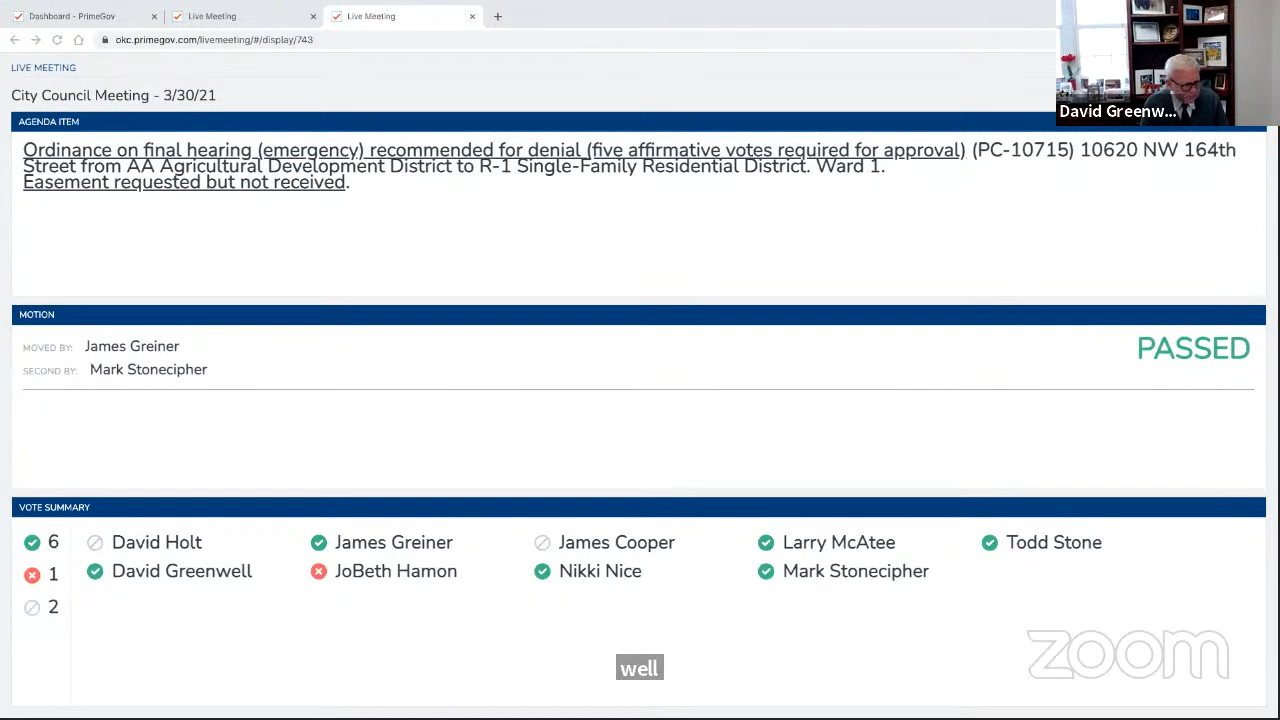 Dashboard - PrimeGov
Live Meeting
Live Meeting
okc.primegov.com/livemeeting/#/display/743
LIVE MEETING
City Council Meeting - 3/30/21
David Greenw...
AGENDA ITEM
Ordinance on final hearing (emergency) recommended for denial (five affirmative votes required for approval) (PC-10715) 10620 NW 164th
Street from AA Agricultural Development District to R-1 Single-Family Residential District. Ward 1.
Easement requested but not received.
MOTION
MOVED BY: James Greiner
PASSED
SECOND BY: Mark Stonecipher
VOTE SUMMARY
6 David Holt James Greiner James Cooper Larry McAtee Todd Stone
1 David Greenwell JoBeth Hamon Nikki Nice Mark Stonecipher
2
zoom
well